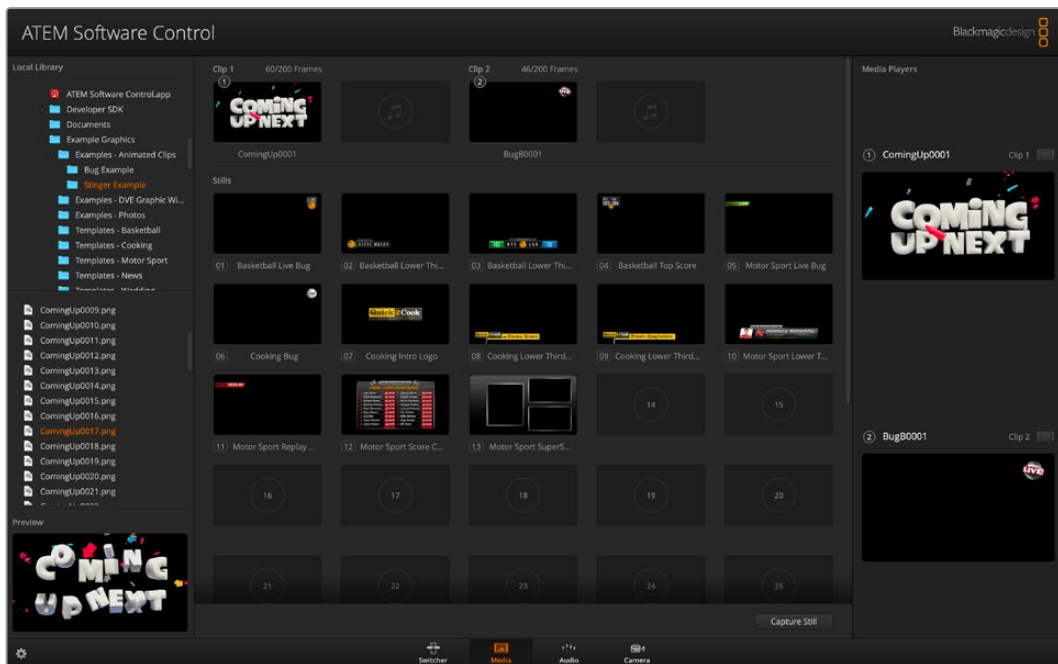 ATEM Software Control
Blackmagicdesign
Local Library
ATEM Software Control.app
Developer SDK
Documents
Example Graphics
Examples - Animated Clips
Bug Example
Stinger Example
Examples - DVE Graphic Wi...
Examples - Photos
Templates - Basketball
Templates - Cooking
Templates - Motor Sport
Templates - News
Templates - Wedding
ComingUp0009.png
ComingUp0010.png
ComingUp0011.png
ComingUp0012.png
ComingUp0013.png
ComingUp0014.png
ComingUp0015.png
ComingUp0016.png
ComingUp0017.png
ComingUp0018.png
ComingUp0019.png
ComingUp0020.png
ComingUp0021.png
Preview
COMING
UP NEXT
Clip 1 60/200 Frames
1
COMING
UP NEXT
ComingUp0001
Clip 2 46/200 Frames
2
BugB0001
Stills
01 Basketball Live Bug
02 Basketball Lower Thi...
03 Basketball Lower Thi...
04 Basketball Top Score
05 Motor Sport Live Bug
Quick2Cook
06 Cooking Bug
07 Cooking Intro Logo
08 Cooking Lower Third...
09 Cooking Lower Third...
10 Motor Sport Lower T...
REPLAY
11 Motor Sport Replay ...
12 Motor Sport Score C...
13 Motor Sport SuperS...
14
15
16
17
18
19
20
21
22
23
24
25
Capture Still
Media Players
1 ComingUp0001 Clip 1
COMING
UP NEXT
2 BugB0001 Clip 2
LIVE
Switcher
Media
Audio
Camera